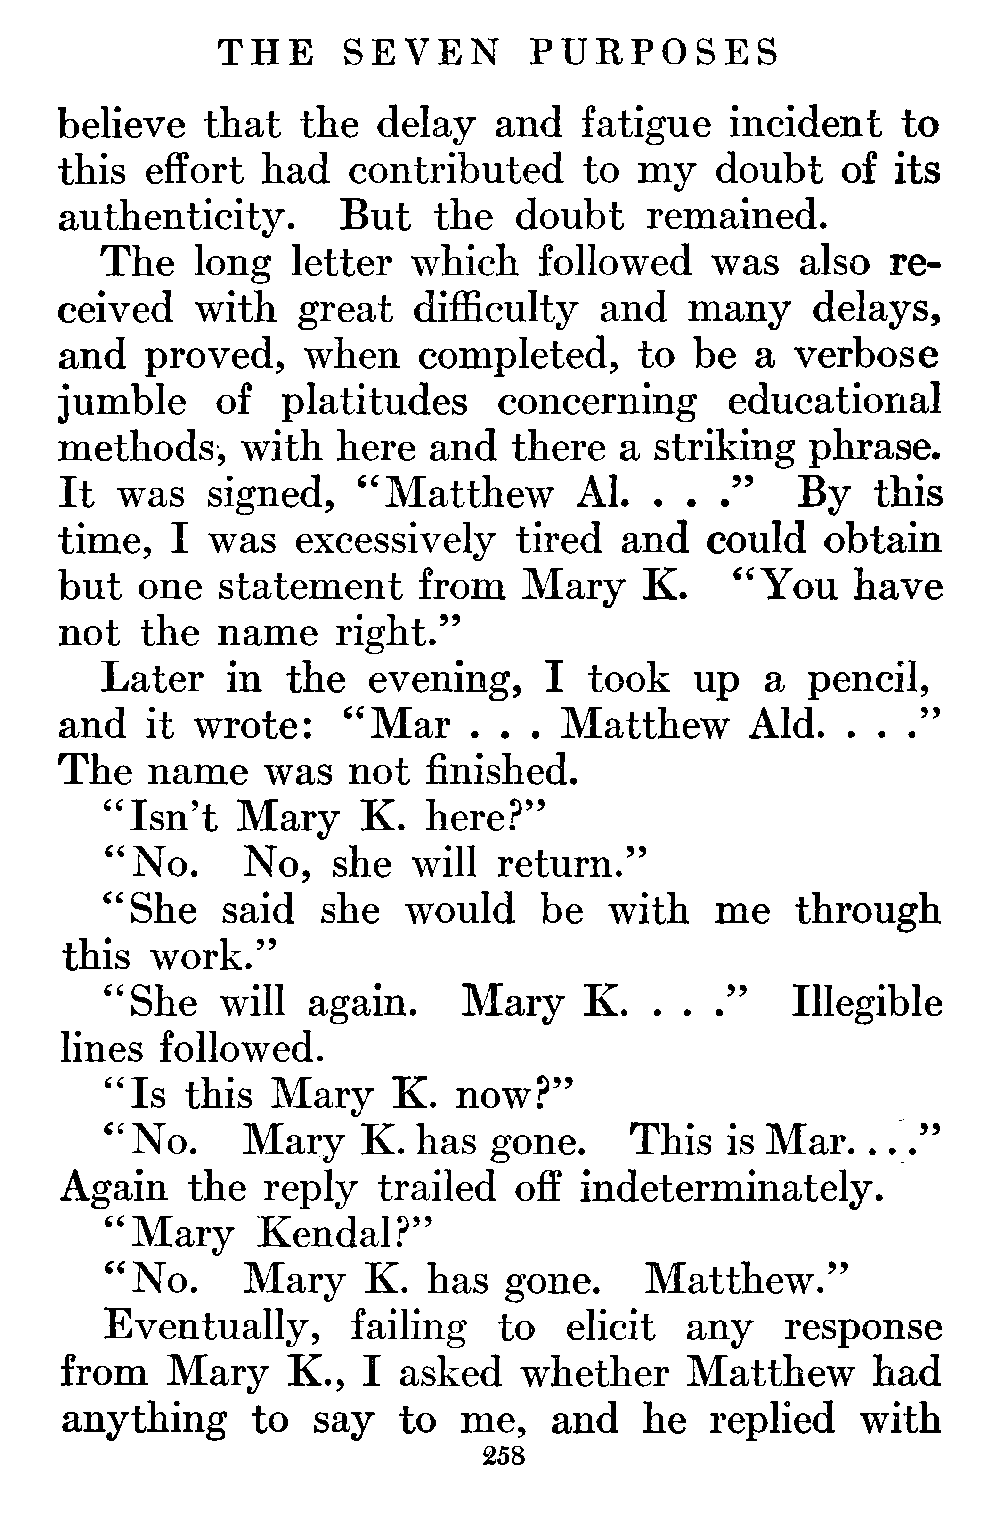 THE SEVEN PURPOSES
believe that the delay and fatigue incident to
this effort had contributed to my doubt of its
authenticity. But the doubt remained.
The long letter which followed was also re-
ceived with great difficulty and many delays,
and proved, when completed, to be a verbose
jumble of platitudes concerning educational
methods, with here and there a striking phrase.
It was signed, "Matthew Al. . . ." By this
time, I was excessively tired and could obtain
but one statement from Mary K. "You have
not the name right."
Later in the evening, I took up a pencil,
and it wrote: "Mar . . . Matthew Ald. . . ."
The name was not finished.
"Isn't Mary K. here?"
"No. No, she will return."
"She said she would be with me through
this work."
"She will again. Mary K. . . ." Illegible
lines followed.
"Is this Mary K. now?"
"No. Mary K. has gone. This is Mar. . . ."
Again the reply trailed off indeterminately.
"Mary Kendal?"
"No. Mary K. has gone. Matthew."
Eventually, failing to elicit any response
from Mary K., I asked whether Matthew had
anything to say to me, and he replied with
258